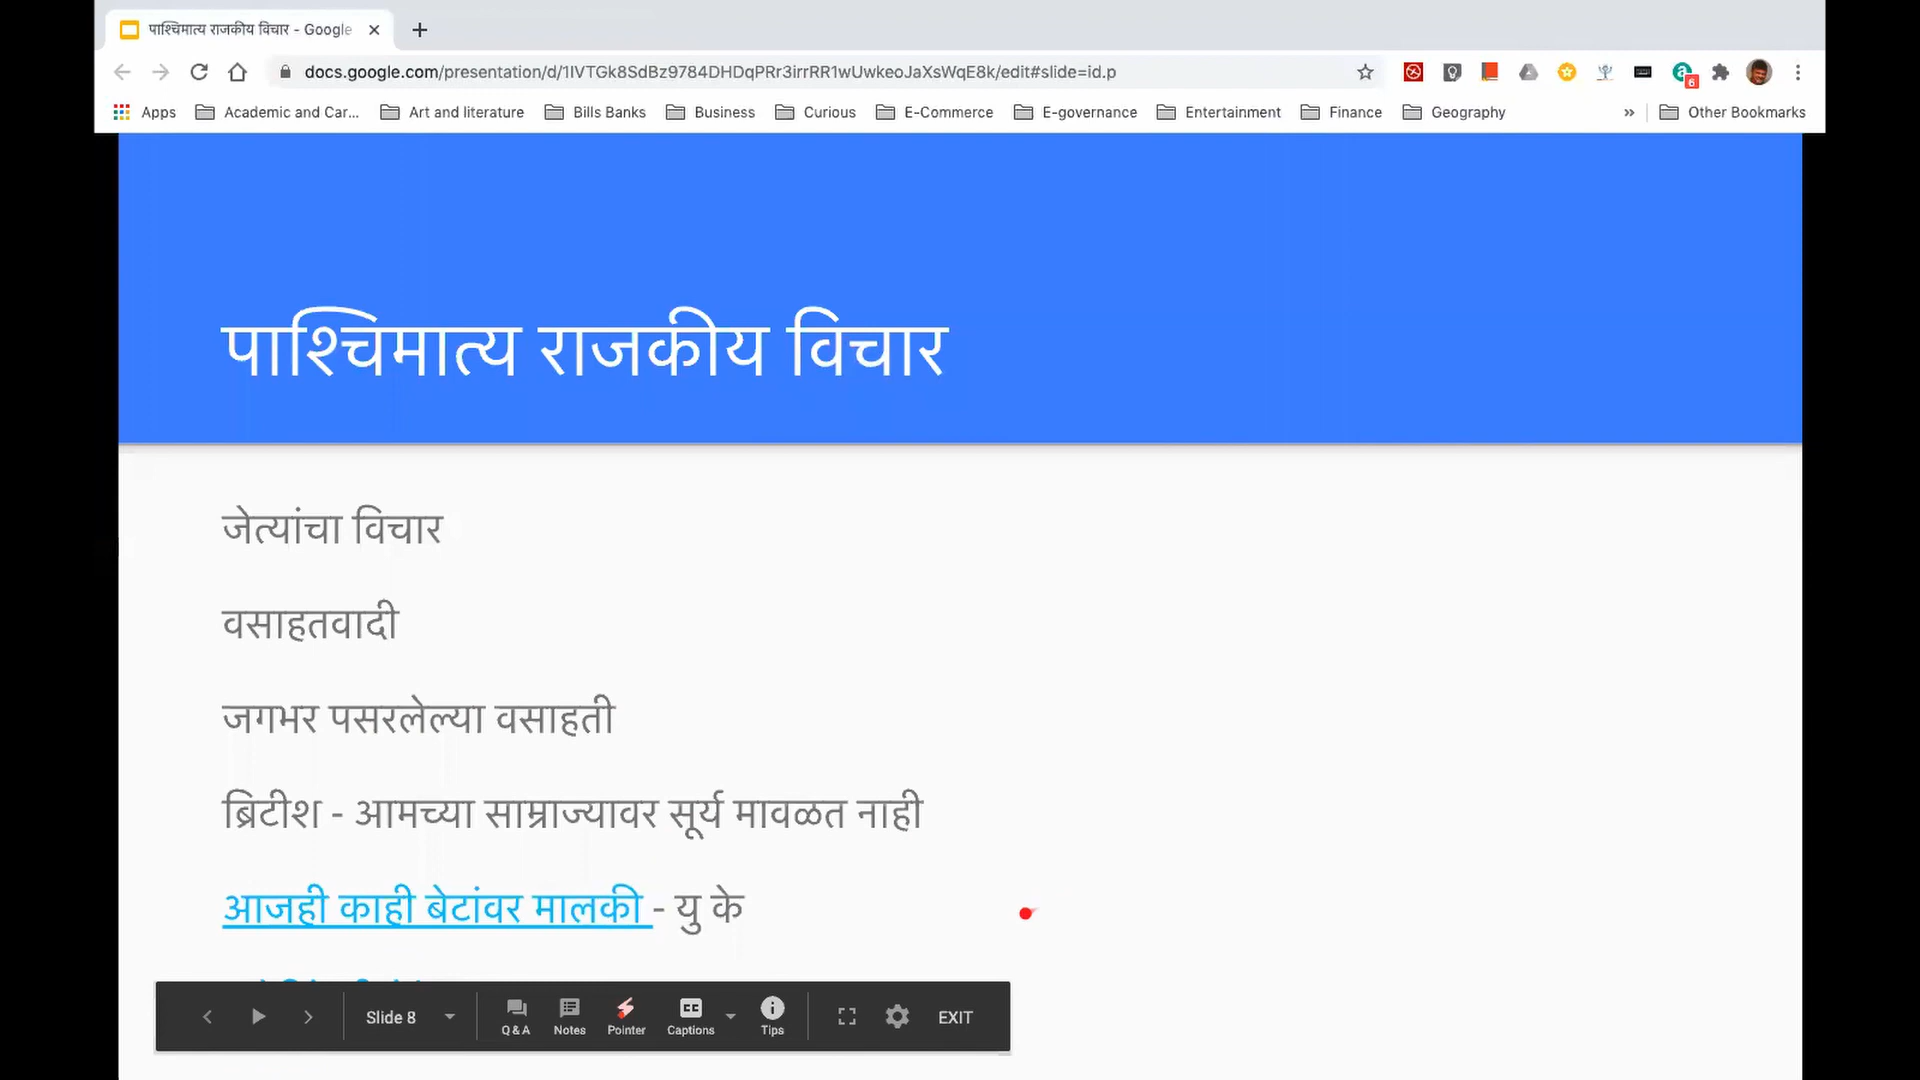 पाश्चिमात्य राजकीय विचार - Google
docs.google.com/presentation/d/1IVTGk8SdBz9784DHDqPRr3irrRR1wUwkeoJaXsWqE8k/edit#slide=id.p
6
Apps Academic and Car... Art and literature Bills Banks Business Curious E-Commerce E-governance Entertainment Finance Geography » Other Bookmarks
पाश्चिमात्य राजकीय विचार
जेत्यांचा विचार
वसाहतवादी
जगभर पसरलेल्या वसाहती
ब्रिटीश - आमच्या साम्राज्यावर सूर्य मावळत नाही
आजही काही बेटांवर मालकी - यु के
Slide 8 Q & A Notes Pointer Captions Tips EXIT